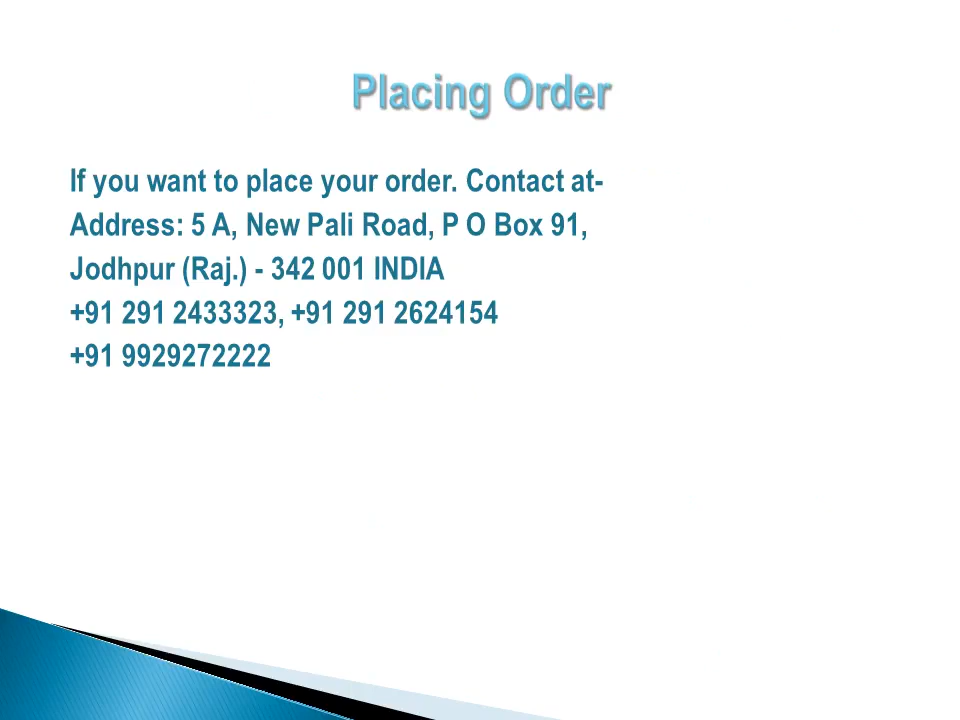 Placing Order
If you want to place your order. Contact at-
Address: 5 A, New Pali Road, P O Box 91,
Jodhpur (Raj.) - 342 001 INDIA
+91 291 2433323, +91 291 2624154
+91 9929272222